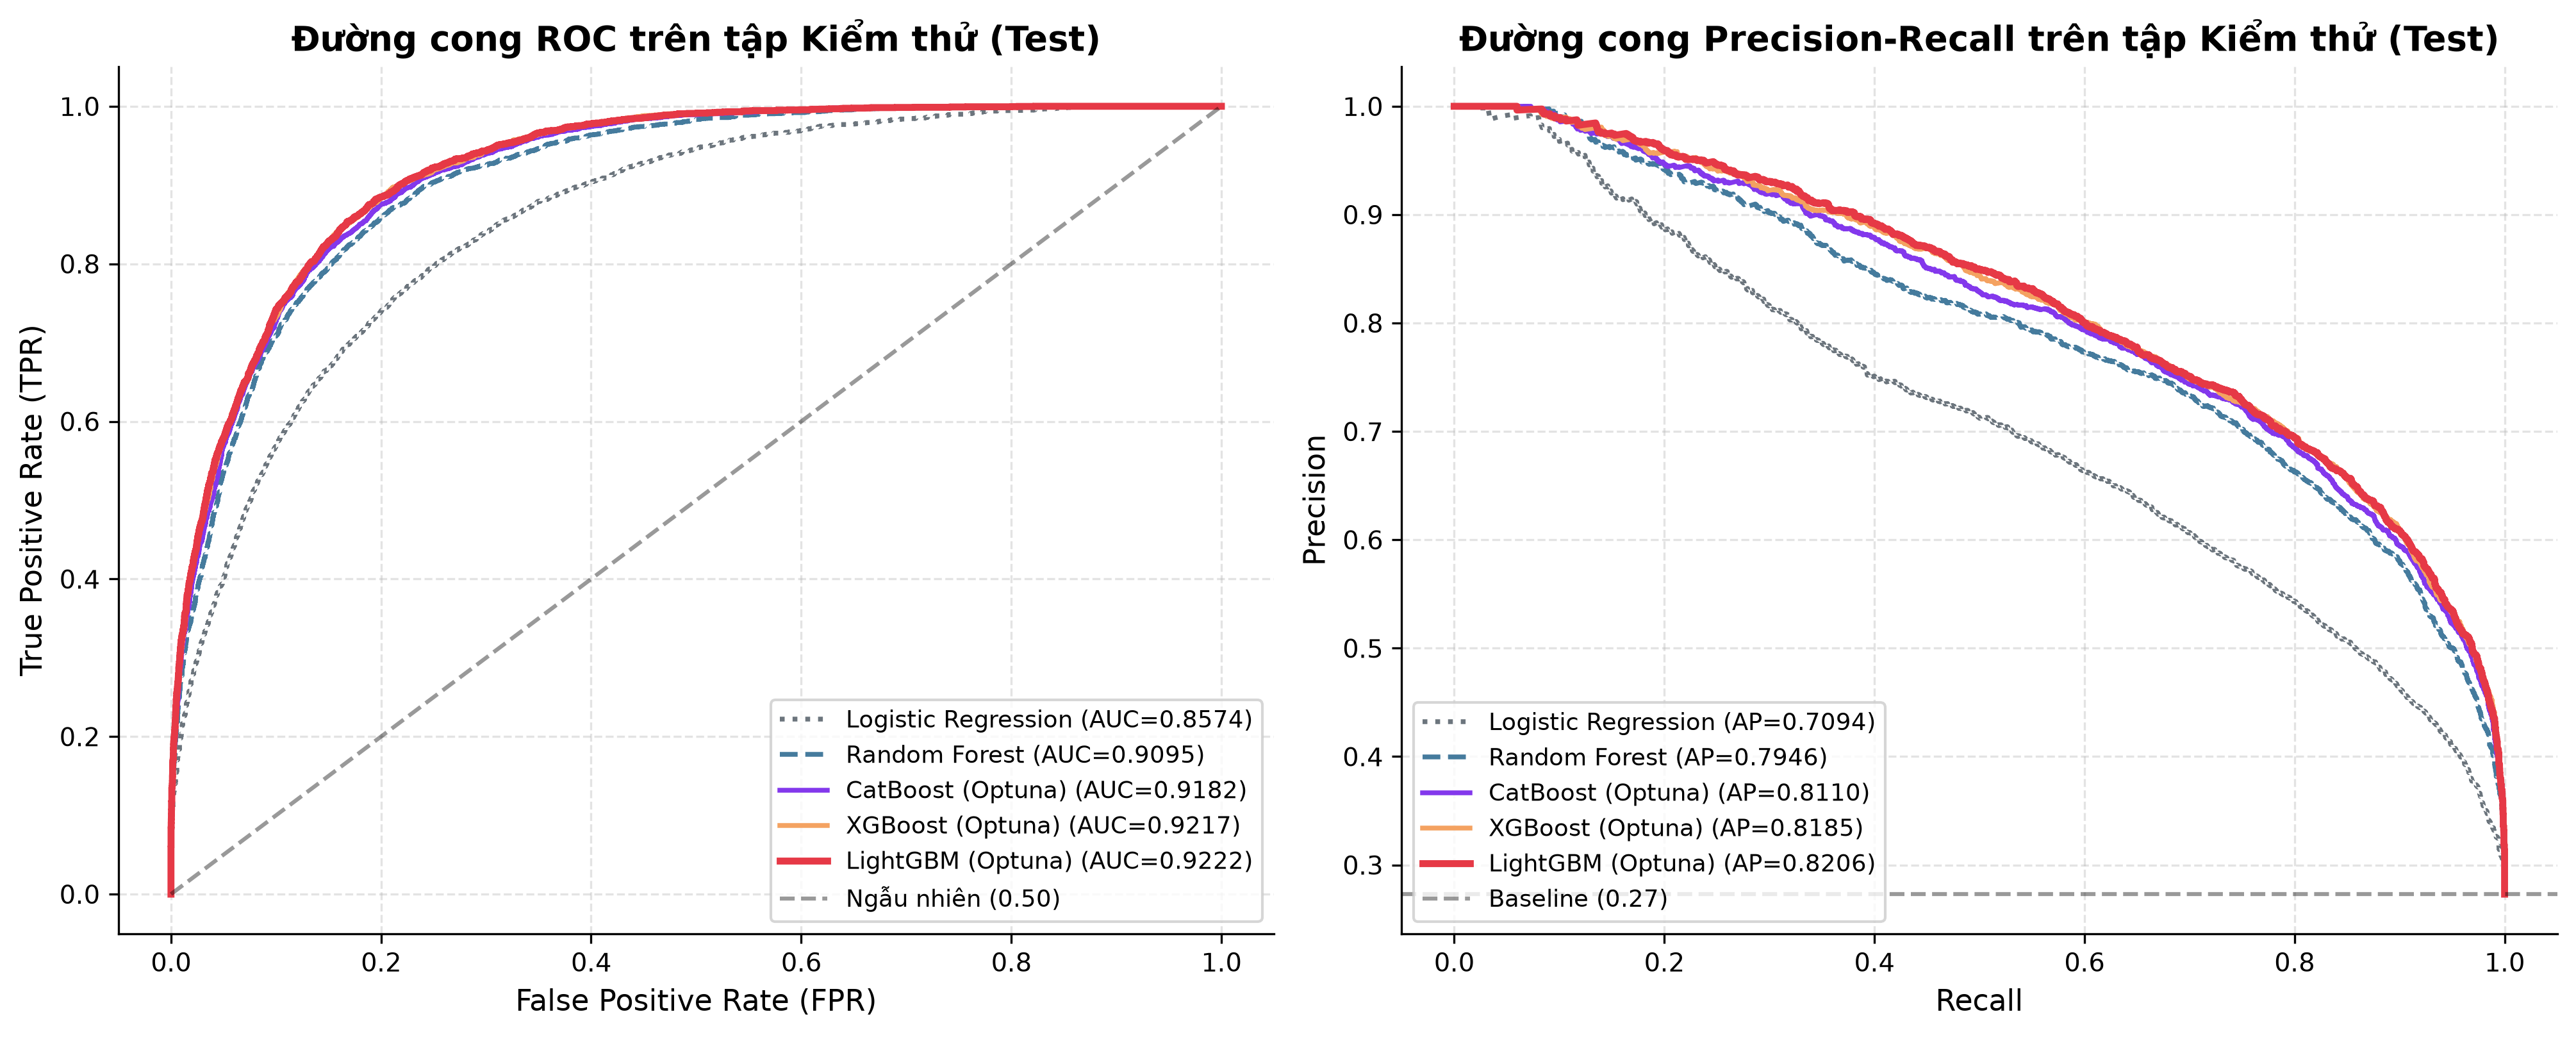 Đường cong ROC trên tập Kiểm thử (Test)
True Positive Rate (TPR)
1.0
0.8
0.6
0.4
0.2
0.0
0.0 0.2 0.4 0.6 0.8 1.0
False Positive Rate (FPR)
Logistic Regression (AUC=0.8574)
Random Forest (AUC=0.9095)
CatBoost (Optuna) (AUC=0.9182)
XGBoost (Optuna) (AUC=0.9217)
LightGBM (Optuna) (AUC=0.9222)
Ngẫu nhiên (0.50)
Đường cong Precision-Recall trên tập Kiểm thử (Test)
Precision
1.0
0.9
0.8
0.7
0.6
0.5
0.4
0.3
0.0 0.2 0.4 0.6 0.8 1.0
Recall
Logistic Regression (AP=0.7094)
Random Forest (AP=0.7946)
CatBoost (Optuna) (AP=0.8110)
XGBoost (Optuna) (AP=0.8185)
LightGBM (Optuna) (AP=0.8206)
Baseline (0.27)